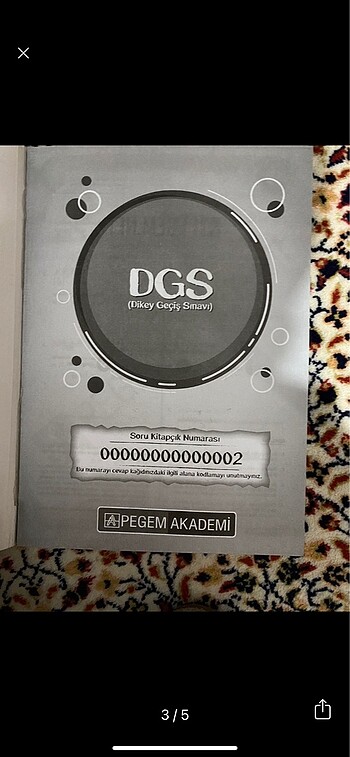 DGS
(Dikey Geçiş Sınavı)
Soru Kitapçık Numarası
00000000000002
Bu numarayı cevap kağıdınızdaki ilgili alana kodlamayı unutmayınız.
PEGEM AKADEMİ
3 / 5